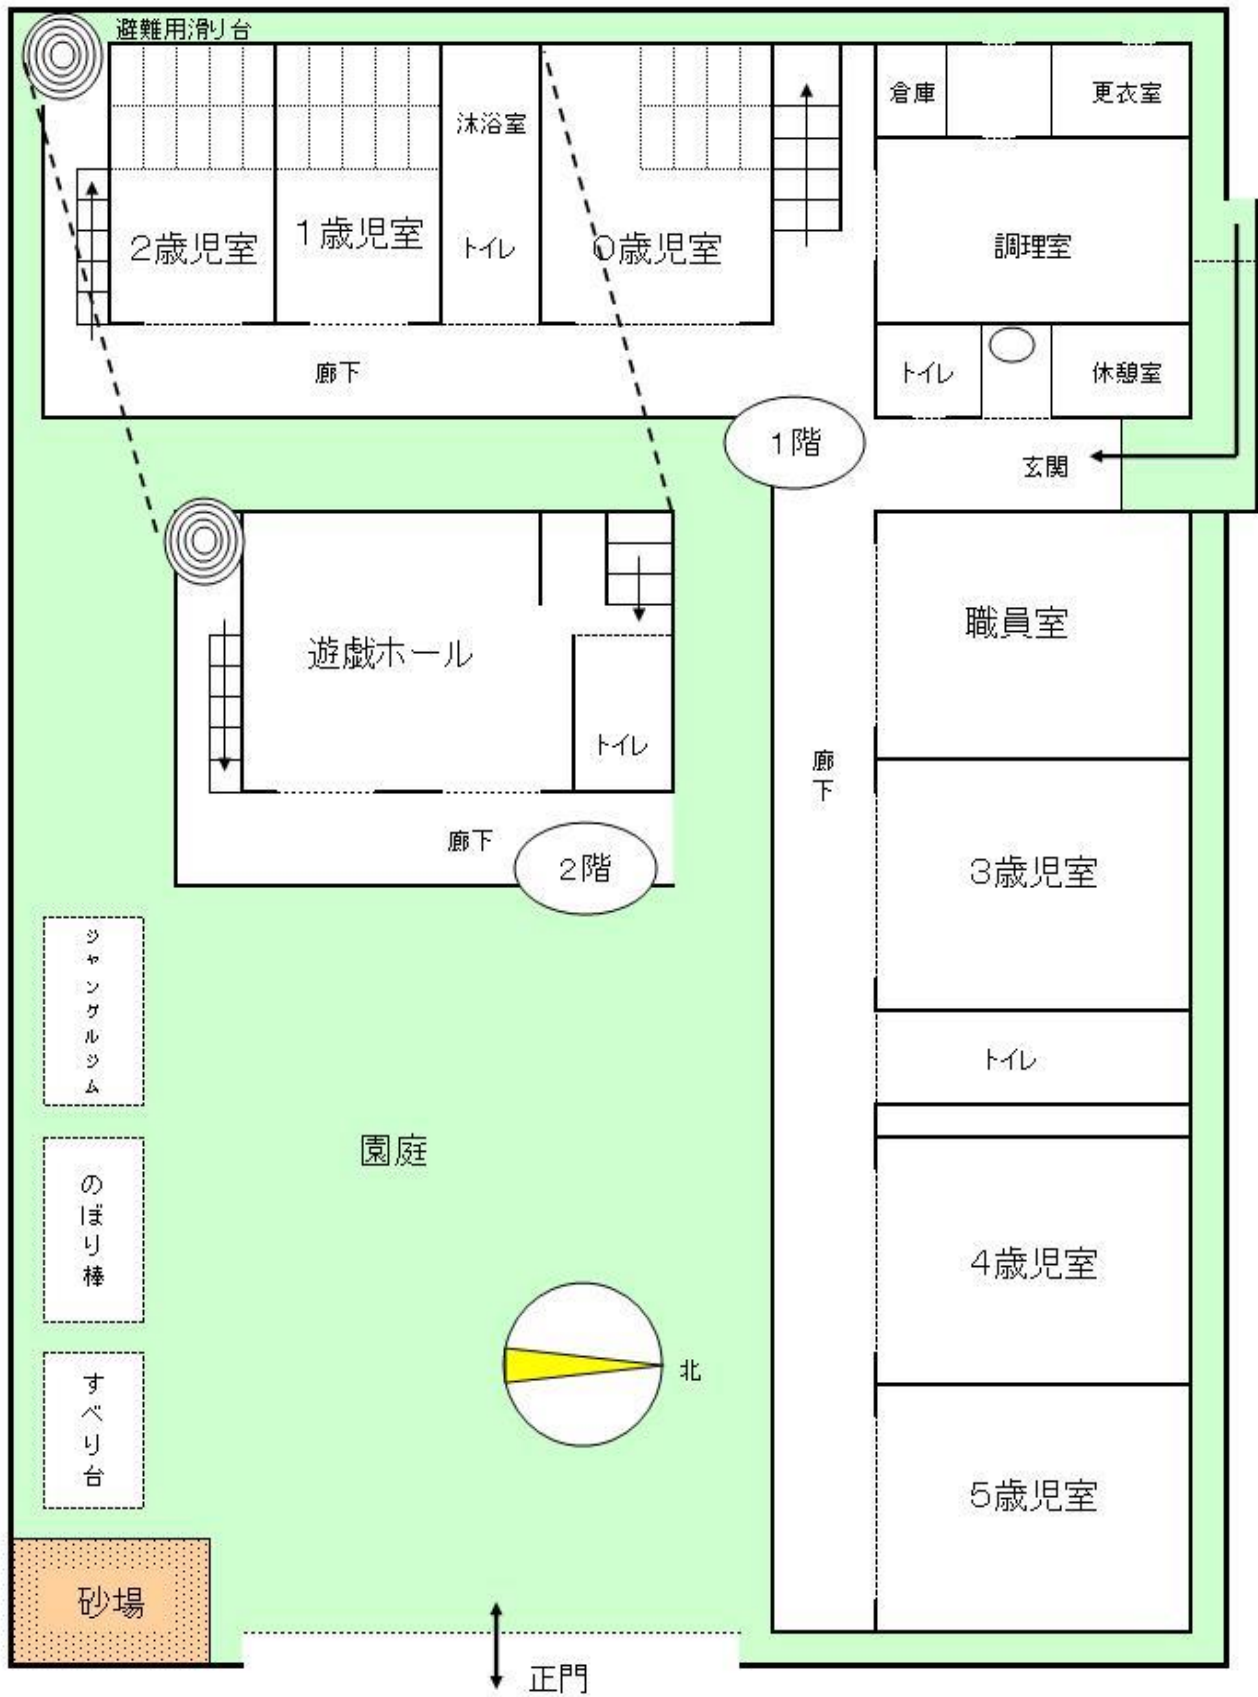 避難用滑り台
倉庫
更衣室
沐浴室
2歳児室
1歳児室
トイレ
0歳児室
調理室
廊下
トイレ
休憩室
1階
玄関
職員室
遊戯ホール
トイレ
廊下
廊下
2階
3歳児室
ジャングルジム
トイレ
園庭
のぼり棒
4歳児室
北
すべり台
5歳児室
砂場
正門